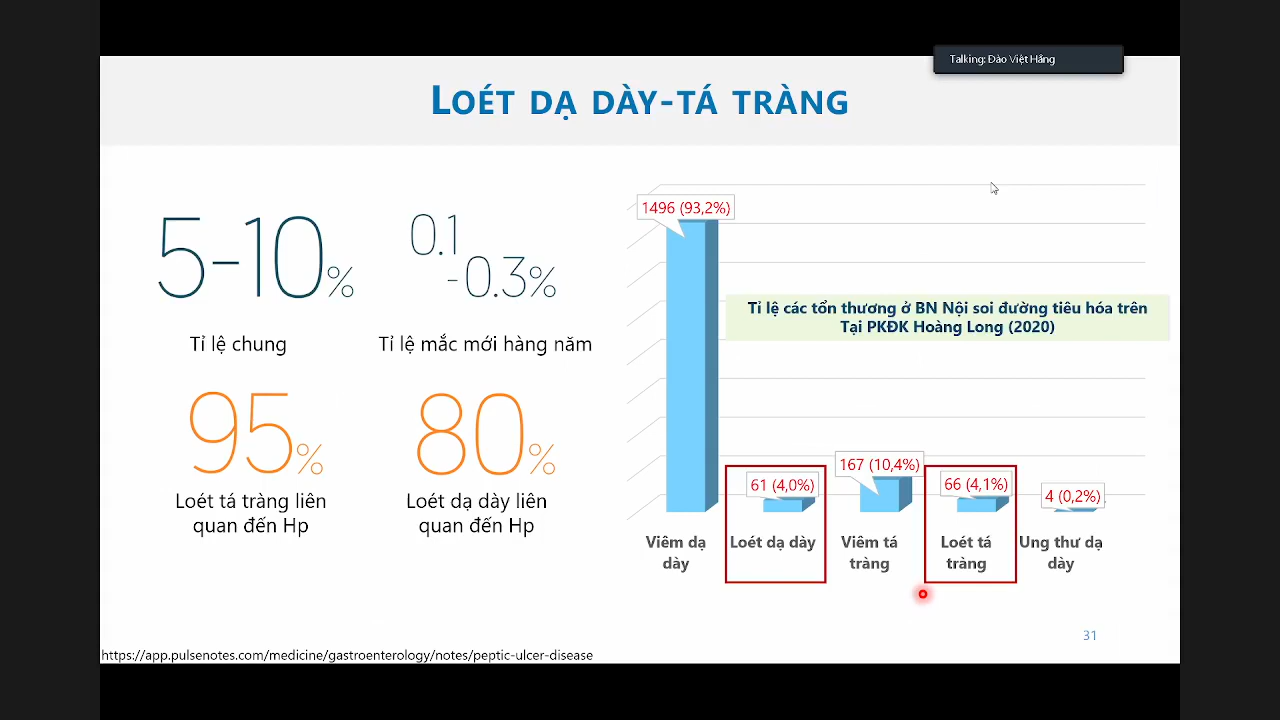 Talking: Đào Việt Hằng
LOÉT DẠ DÀY-TÁ TRÀNG
5-10%
Tỉ lệ chung
0.1
-0.3%
Tỉ lệ mắc mới hàng năm
95%
Loét tá tràng liên
quan đến Hp
80%
Loét dạ dày liên
quan đến Hp
1496 (93,2%)
Tỉ lệ các tổn thương ở BN Nội soi đường tiêu hóa trên
Tại PKĐK Hoàng Long (2020)
61 (4,0%)
167 (10,4%)
66 (4,1%)
4 (0,2%)
Viêm dạ
dày
Loét dạ dày
Viêm tá
tràng
Loét tá
tràng
Ung thư dạ
dày
31
https://app.pulsenotes.com/medicine/gastroenterology/notes/peptic-ulcer-disease